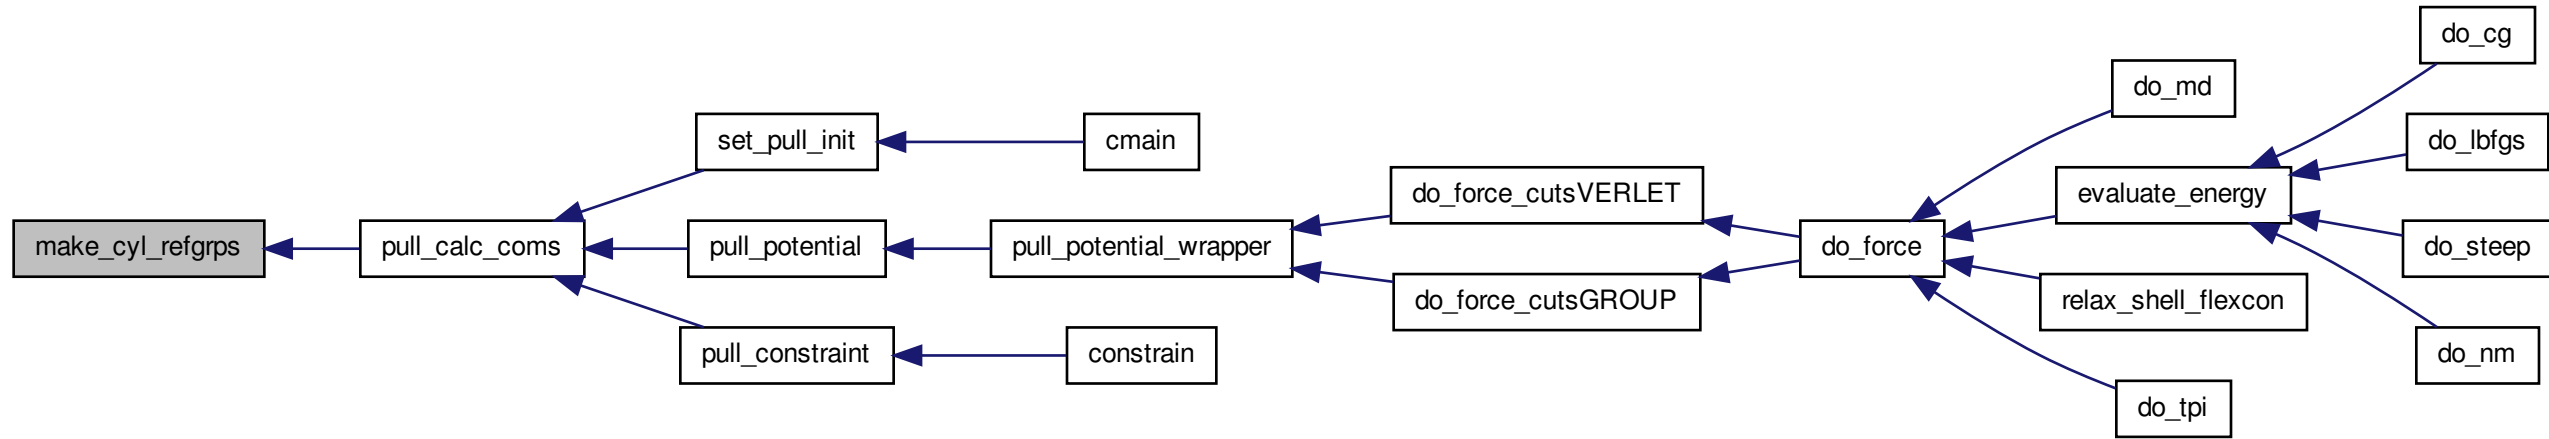 make_cyl_refgrps
pull_calc_coms
set_pull_init
cmain
pull_potential
pull_potential_wrapper
pull_constraint
constrain
do_force_cutsVERLET
do_force_cutsGROUP
do_force
do_md
evaluate_energy
relax_shell_flexcon
do_tpi
do_cg
do_lbfgs
do_steep
do_nm